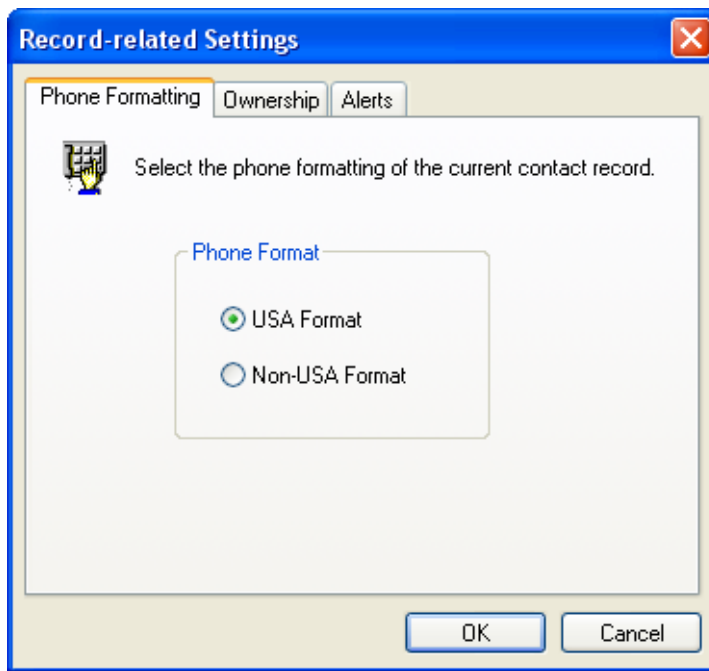 Record-related Settings
Phone Formatting Ownership Alerts
Select the phone formatting of the current contact record.
Phone Format
USA Format
Non-USA Format
OK Cancel